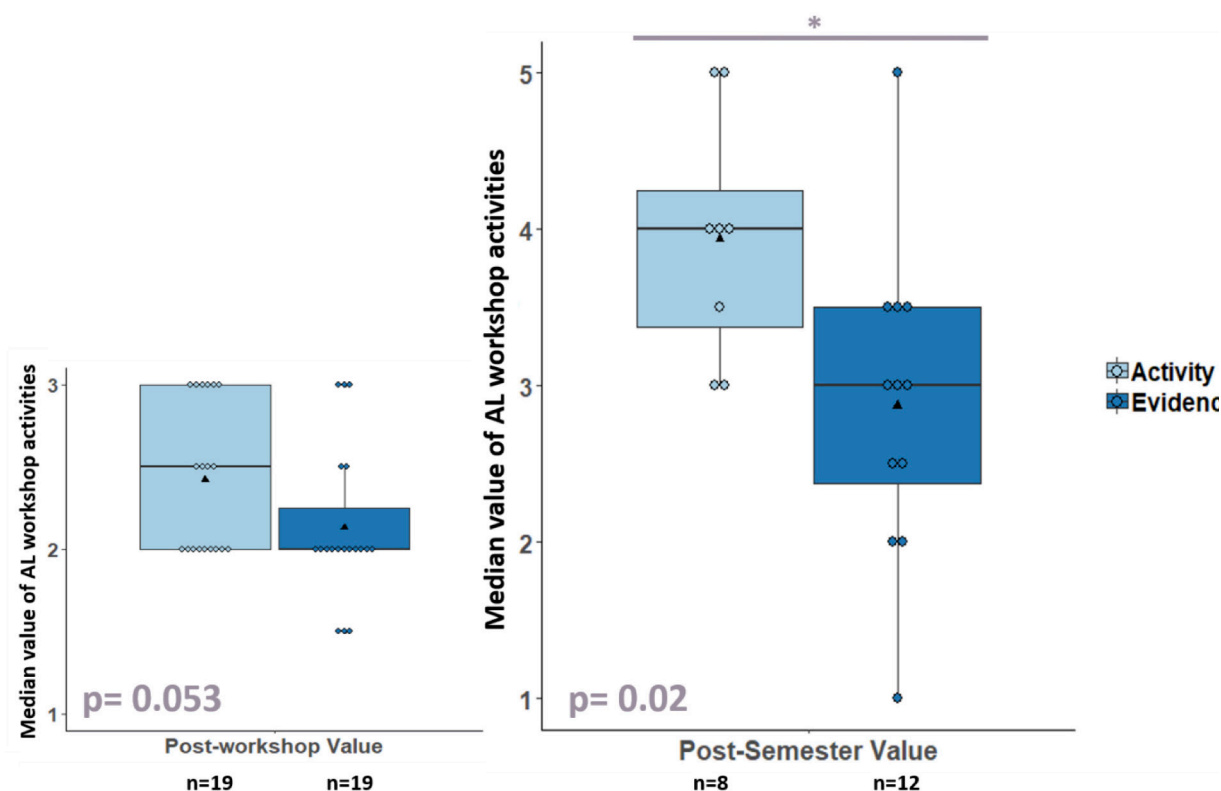 Median value of AL workshop activities
3
2
1
p= 0.053
Post-workshop Value
n=19
n=19
*
Median value of AL workshop activities
5
4
3
2
1
p= 0.02
Post-Semester Value
n=8
n=12
Activity
Evidenc